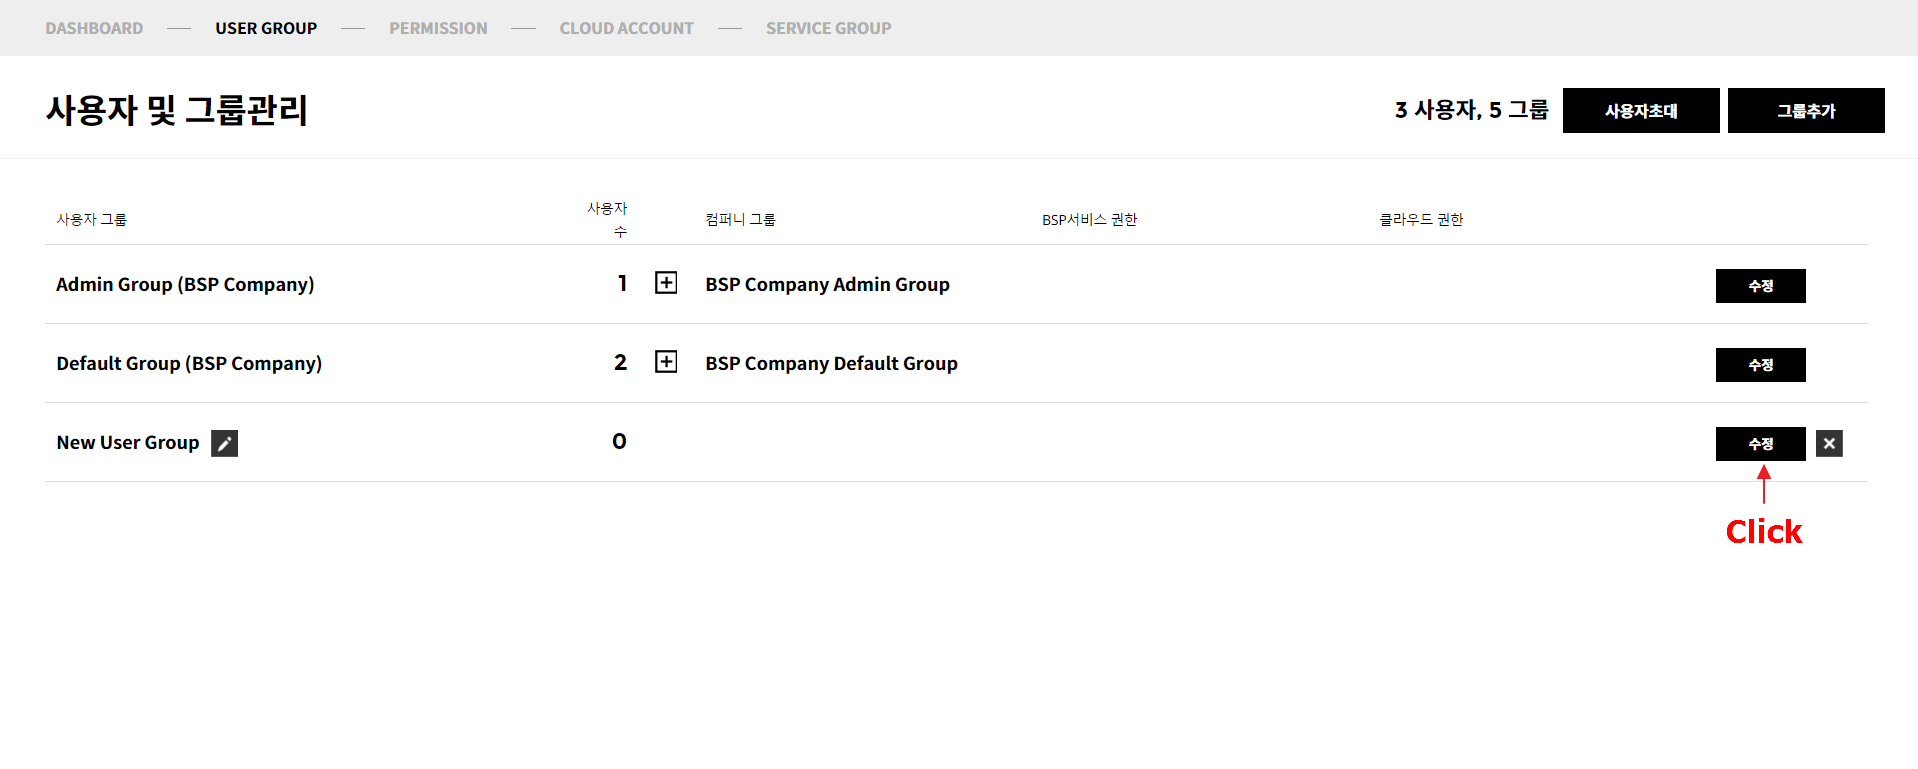 DASHBOARD — USER GROUP — PERMISSION — CLOUD ACCOUNT — SERVICE GROUP
사용자 및 그룹관리
3 사용자, 5 그룹
사용자초대
그룹추가
사용자 그룹
사용자
수
컴퍼니 그룹
BSP서비스 권한
클라우드 권한
Admin Group (BSP Company) 1 BSP Company Admin Group 수정
Default Group (BSP Company) 2 BSP Company Default Group 수정
New User Group 0 수정
Click